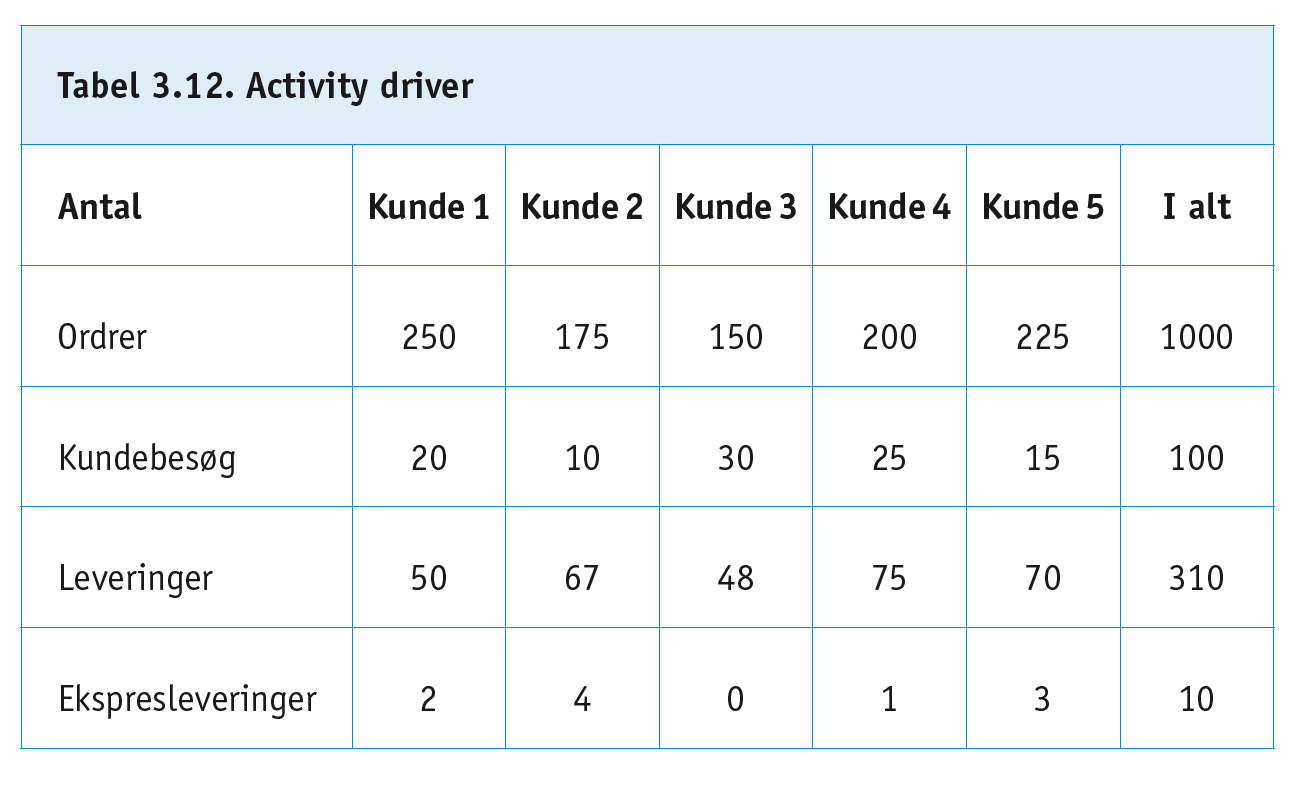 Tabel 3.12. Activity driver
Antal Kunde 1 Kunde 2 Kunde 3 Kunde 4 Kunde 5 I alt
Ordrer 250 175 150 200 225 1000
Kundebesøg 20 10 30 25 15 100
Leveringer 50 67 48 75 70 310
Ekspresleveringer 2 4 0 1 3 10